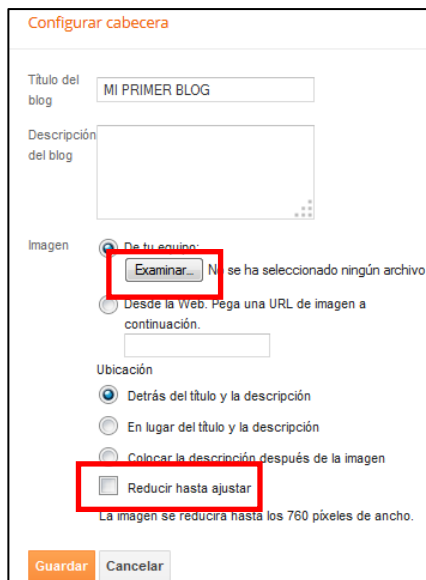 Configurar cabecera
Título del
blog
MI PRIMER BLOG
Descripción
del blog
Imagen
De tu equipo:
Examinar... No se ha seleccionado ningún archivo
Desde la Web. Pega una URL de imagen a
continuación.
Ubicación
Detrás del título y la descripción
En lugar del título y la descripción
Colocar la descripción después de la imagen
Reducir hasta ajustar
La imagen se reducirá hasta los 760 píxeles de ancho.
Guardar Cancelar